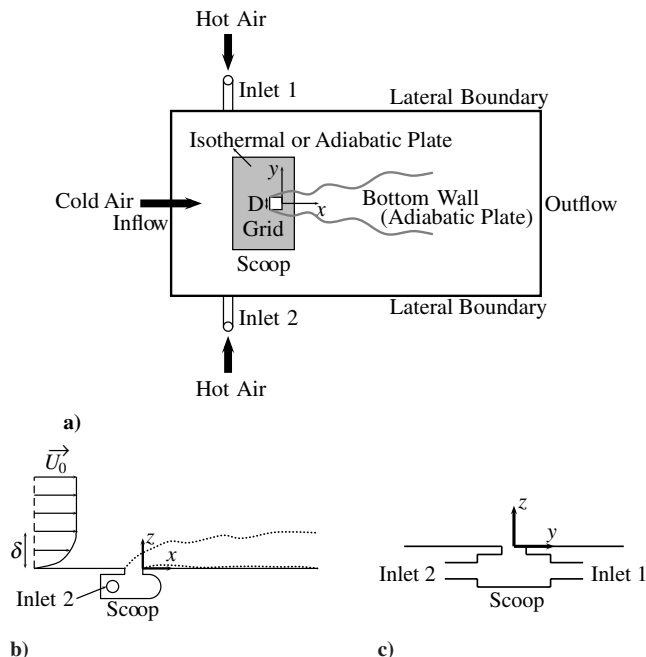 Hot Air
Inlet 1
Lateral Boundary
Isothermal or Adiabatic Plate
y
Cold Air
Inflow
D
x
Bottom Wall
(Adiabatic Plate)
Outflow
Grid
Scoop
Lateral Boundary
Inlet 2
Hot Air
a)
U0
δ
z
x
Inlet 2
Scoop
b)
z
y
Inlet 2
Inlet 1
Scoop
c)